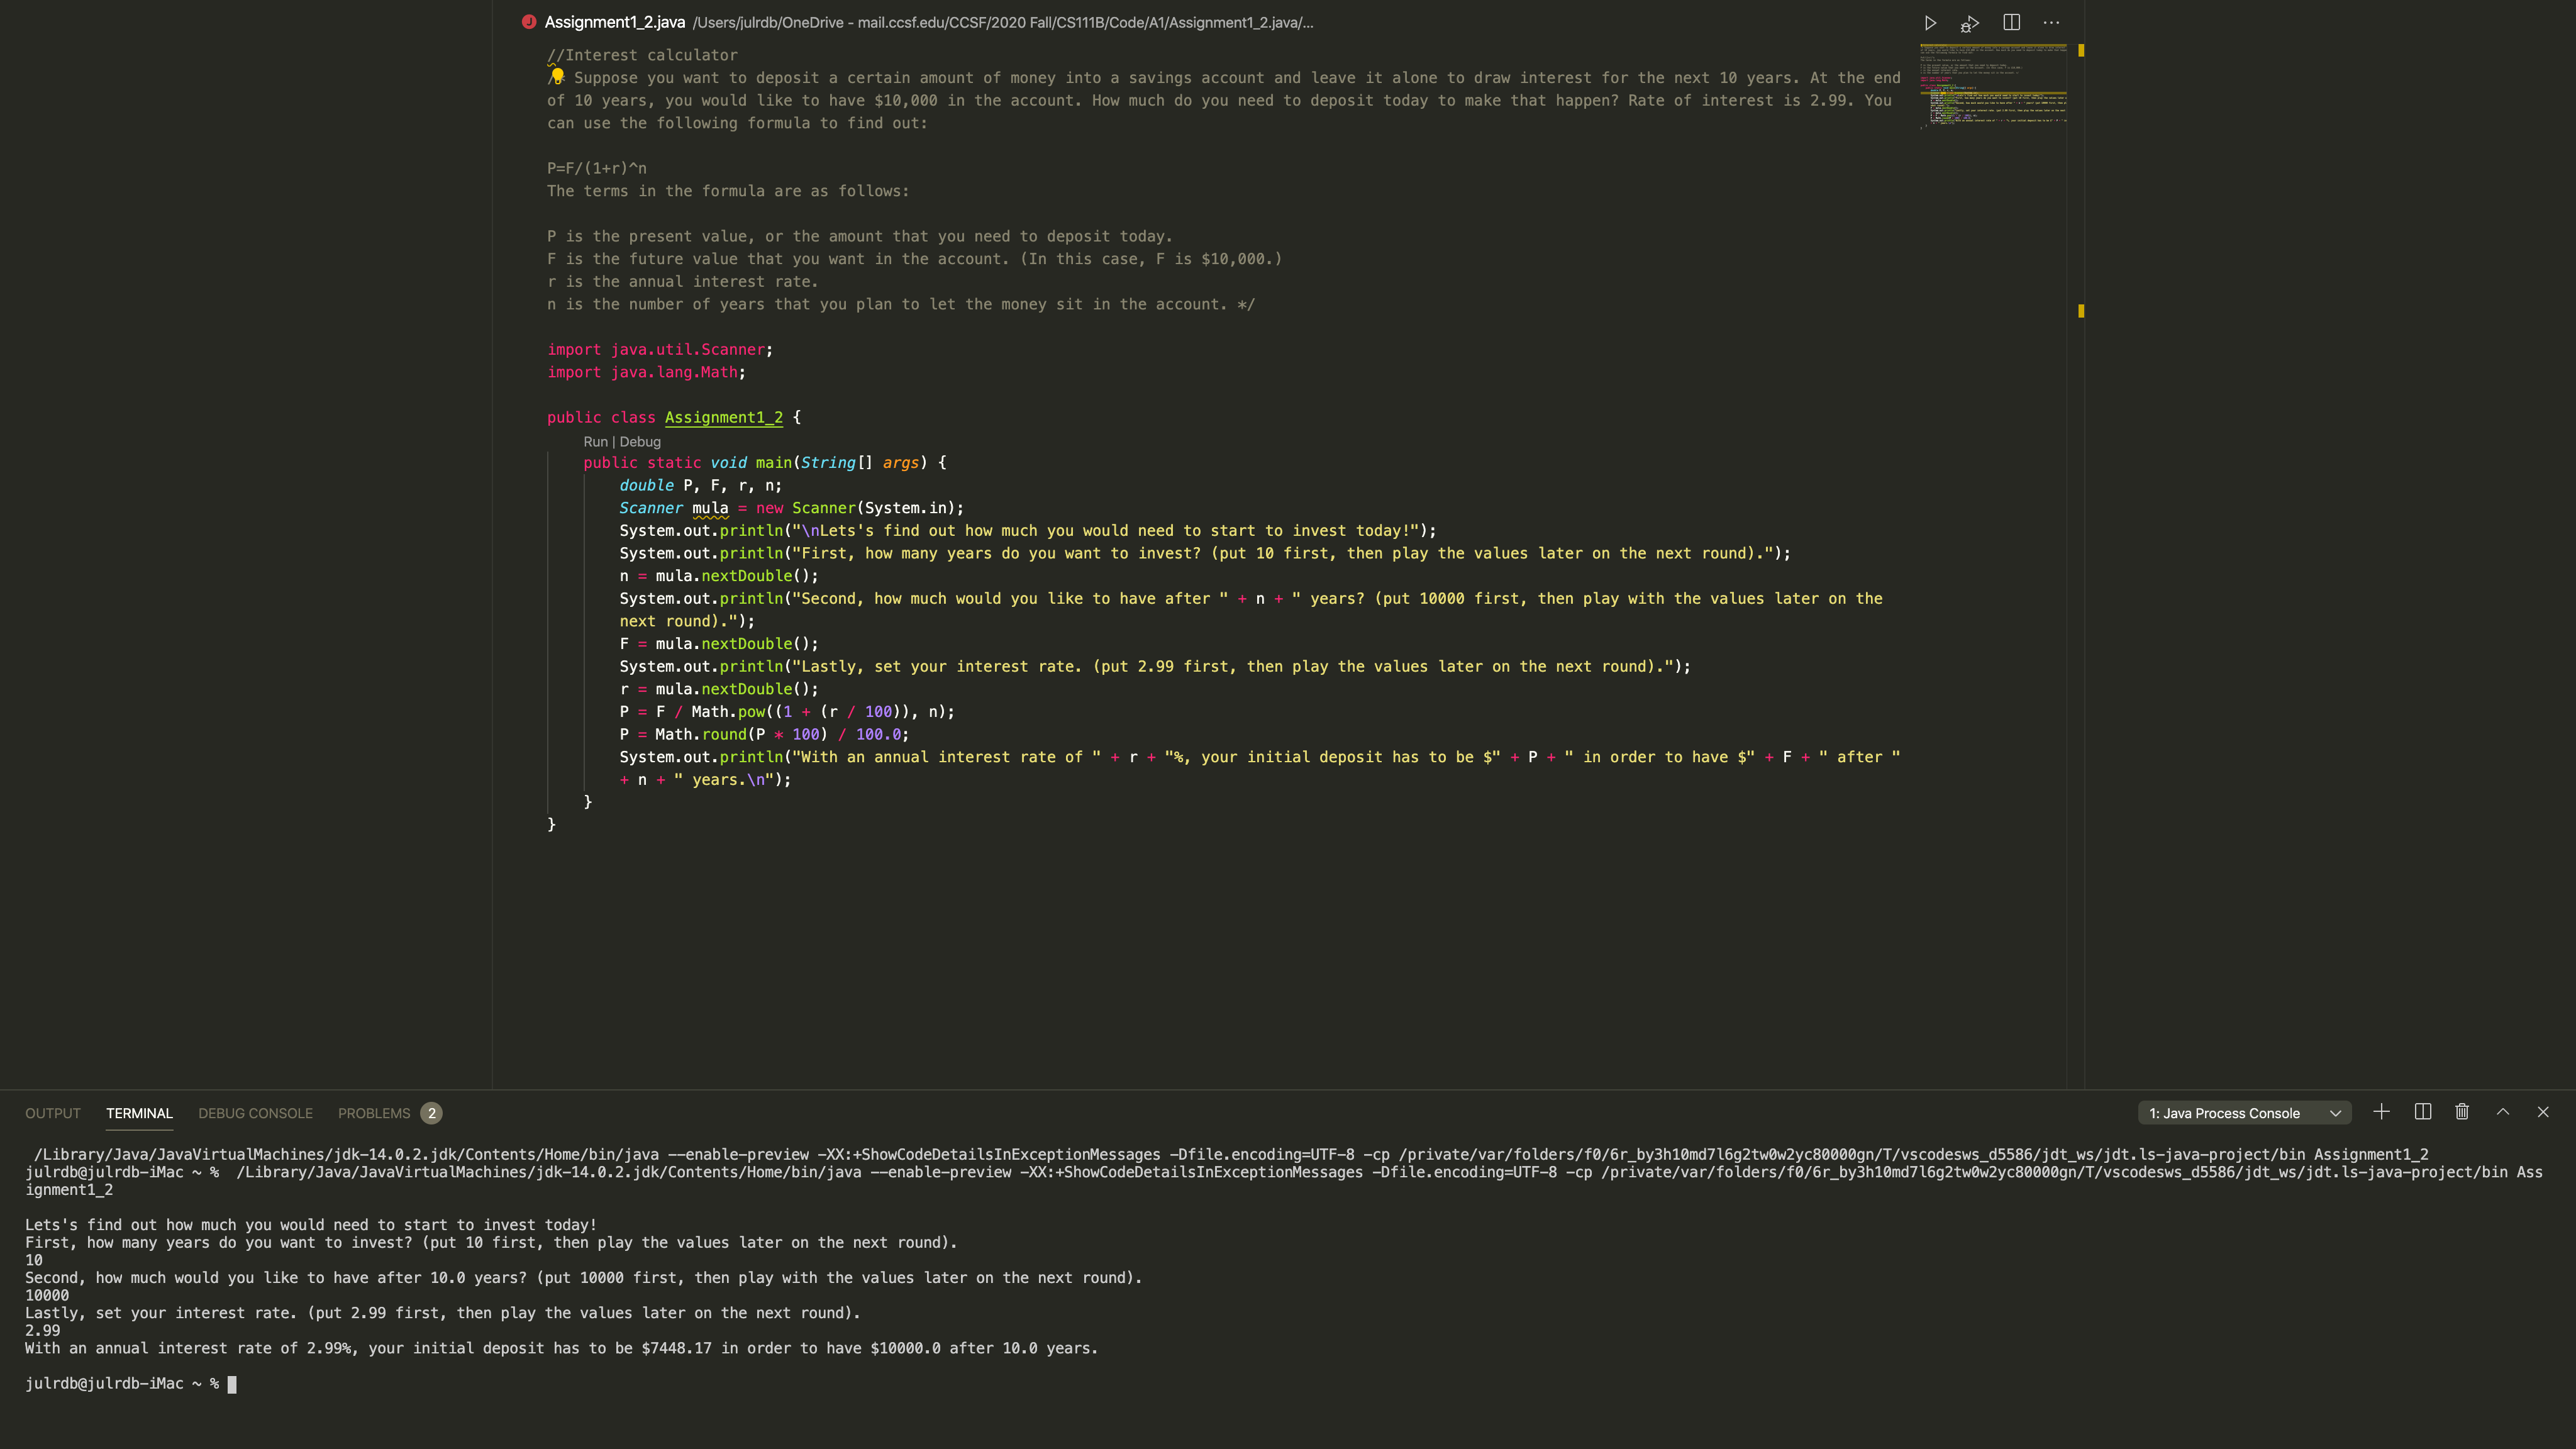 Assignment1_2.java /Users/julrdb/OneDrive - mail.ccsf.edu/CCSF/2020 Fall/CS111B/Code/A1/Assignment1_2.java/...
//Interest calculator
Suppose you want to deposit a certain amount of money into a savings account and leave it alone to draw interest for the next 10 years. At the end
of 10 years, you would like to have $10,000 in the account. How much do you need to deposit today to make that happen? Rate of interest is 2.99. You
can use the following formula to find out:
P=F/(1+r)^n
The terms in the formula are as follows:
P is the present value, or the amount that you need to deposit today.
F is the future value that you want in the account. (In this case, F is $10,000.)
r is the annual interest rate.
n is the number of years that you plan to let the money sit in the account. */
import java.util.Scanner;
import java.lang.Math;
public class Assignment1_2 {
Run | Debug
public static void main(String[] args) {
double P, F, r, n;
Scanner mula = new Scanner(System.in);
System.out.println("\nLets's find out how much you would need to start to invest today!");
System.out.println("First, how many years do you want to invest? (put 10 first, then play the values later on the next round).");
n = mula.nextDouble();
System.out.println("Second, how much would you like to have after " + n + " years? (put 10000 first, then play with the values later on the
next round).");
F = mula.nextDouble();
System.out.println("Lastly, set your interest rate. (put 2.99 first, then play the values later on the next round).");
r = mula.nextDouble();
P = F / Math.pow((1 + (r / 100)), n);
P = Math.round(P * 100) / 100.0;
System.out.println("With an annual interest rate of " + r + "%, your initial deposit has to be $" + P + " in order to have $" + F + " after "
+ n + " years.\n");
}
}
OUTPUT TERMINAL DEBUG CONSOLE PROBLEMS 2 1: Java Process Console
/Library/Java/JavaVirtualMachines/jdk-14.0.2.jdk/Contents/Home/bin/java --enable-preview -XX:+ShowCodeDetailsInExceptionMessages -Dfile.encoding=UTF-8 -cp /private/var/folders/f0/6r_by3h10md7l6g2tw0w2yc80000gn/T/vscodesws_d5586/jdt_ws/jdt.ls-java-project/bin Assignment1_2
julrdb@julrdb-iMac ~ % /Library/Java/JavaVirtualMachines/jdk-14.0.2.jdk/Contents/Home/bin/java --enable-preview -XX:+ShowCodeDetailsInExceptionMessages -Dfile.encoding=UTF-8 -cp /private/var/folders/f0/6r_by3h10md7l6g2tw0w2yc80000gn/T/vscodesws_d5586/jdt_ws/jdt.ls-java-project/bin Ass
ignment1_2
Lets's find out how much you would need to start to invest today!
First, how many years do you want to invest? (put 10 first, then play the values later on the next round).
10
Second, how much would you like to have after 10.0 years? (put 10000 first, then play with the values later on the next round).
10000
Lastly, set your interest rate. (put 2.99 first, then play the values later on the next round).
2.99
With an annual interest rate of 2.99%, your initial deposit has to be $7448.17 in order to have $10000.0 after 10.0 years.
julrdb@julrdb-iMac ~ %